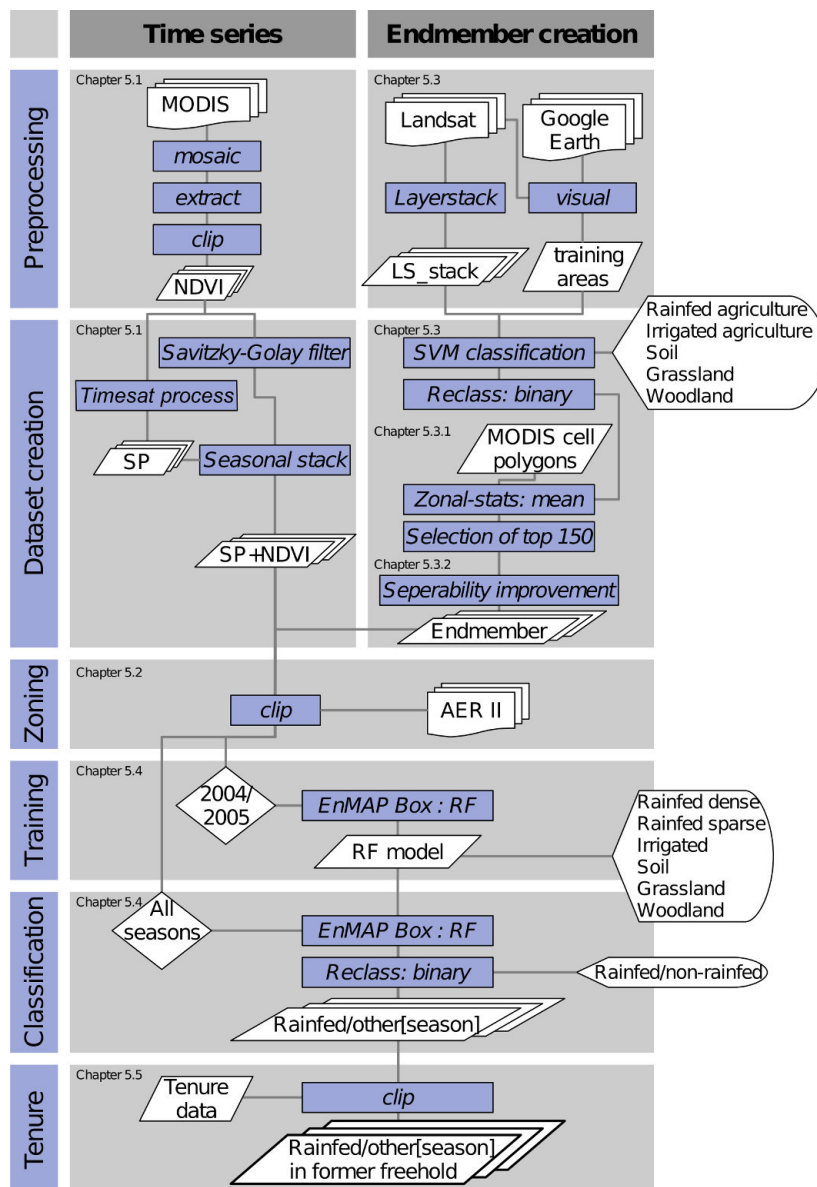 Time series
Endmember creation
Preprocessing
Chapter 5.1
MODIS
mosaic
extract
clip
NDVI
Chapter 5.3
Landsat
Google
Earth
Layerstack
visual
LS_stack
training
areas
Dataset creation
Chapter 5.1
Savitzky-Golay filter
Timesat process
SP
Seasonal stack
SP+NDVI
Chapter 5.3
SVM classification
Reclass: binary
Rainfed agriculture
Irrigated agriculture
Soil
Grassland
Woodland
Chapter 5.3.1
MODIS cell
polygons
Zonal-stats: mean
Selection of top 150
Chapter 5.3.2
Seperability improvement
Endmember
Zoning
Chapter 5.2
clip
AER II
Training
Chapter 5.4
2004/
2005
EnMAP Box : RF
RF model
Rainfed dense
Rainfed sparse
Irrigated
Soil
Grassland
Woodland
Classification
Chapter 5.4
All
seasons
EnMAP Box : RF
Reclass: binary
Rainfed/non-rainfed
Rainfed/other[season]
Tenure
Chapter 5.5
Tenure
data
clip
Rainfed/other[season]
in former freehold